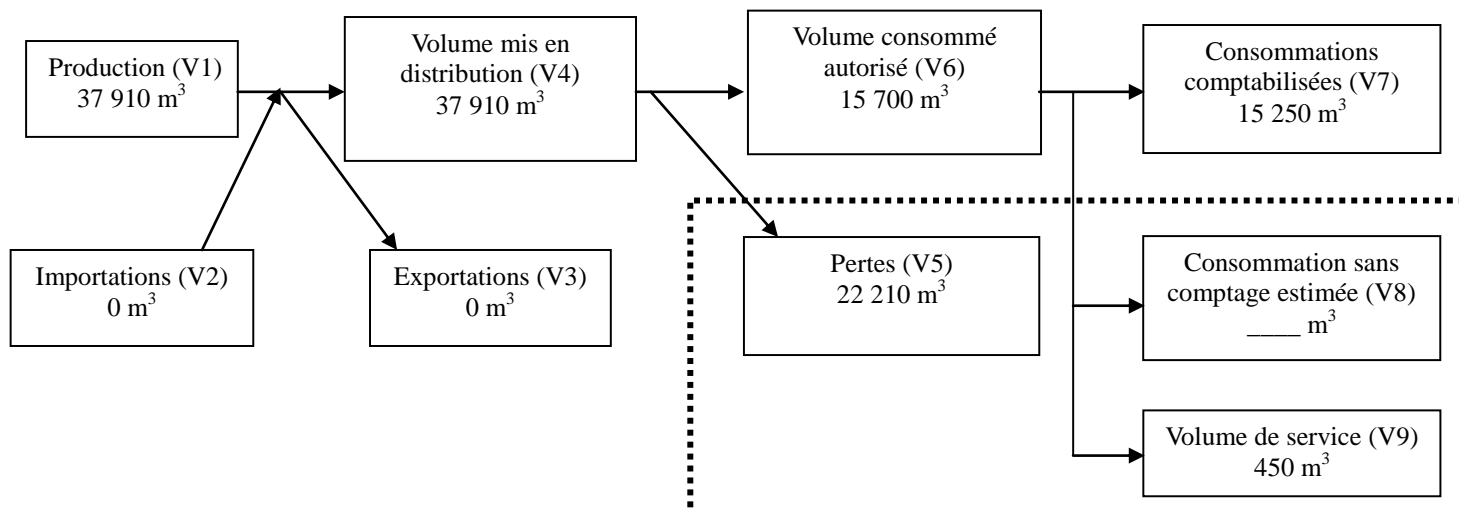 Production (V1)
37 910 m³
Volume mis en
distribution (V4)
37 910 m³
Volume consommé
autorisé (V6)
15 700 m³
Consommations
comptabilisées (V7)
15 250 m³
Importations (V2)
0 m³
Exportations (V3)
0 m³
Pertes (V5)
22 210 m³
Consommation sans
comptage estimée (V8)
____ m³
Volume de service (V9)
450 m³